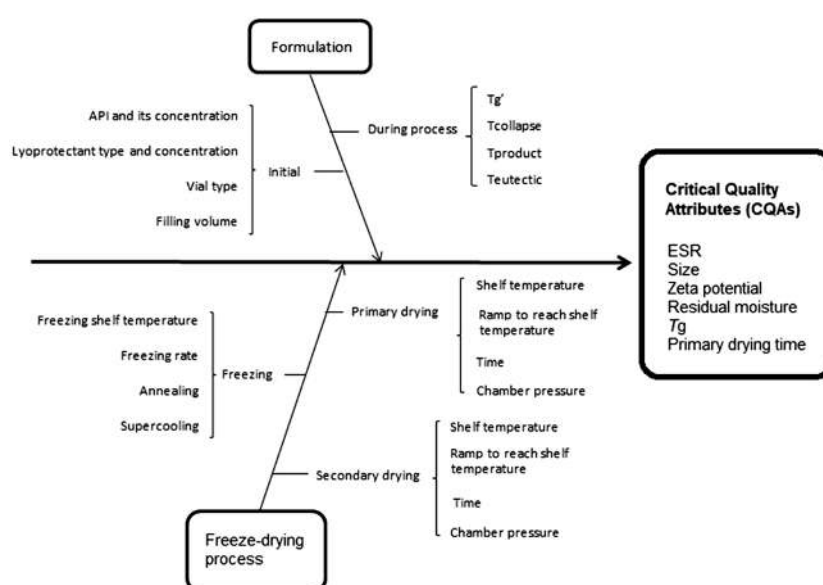 Formulation
API and its concentration
Lyoprotectant type and concentration
Vial type
Filling volume
Initial
During process
Tg'
Tcollapse
Tproduct
Teutectic
Critical Quality
Attributes (CQAs)
ESR
Size
Zeta potential
Residual moisture
Tg
Primary drying time
Freezing shelf temperature
Freezing rate
Annealing
Supercooling
Freezing
Primary drying
Shelf temperature
Ramp to reach shelf
temperature
Time
Chamber pressure
Secondary drying
Shelf temperature
Ramp to reach shelf
temperature
Time
Chamber pressure
Freeze-drying
process